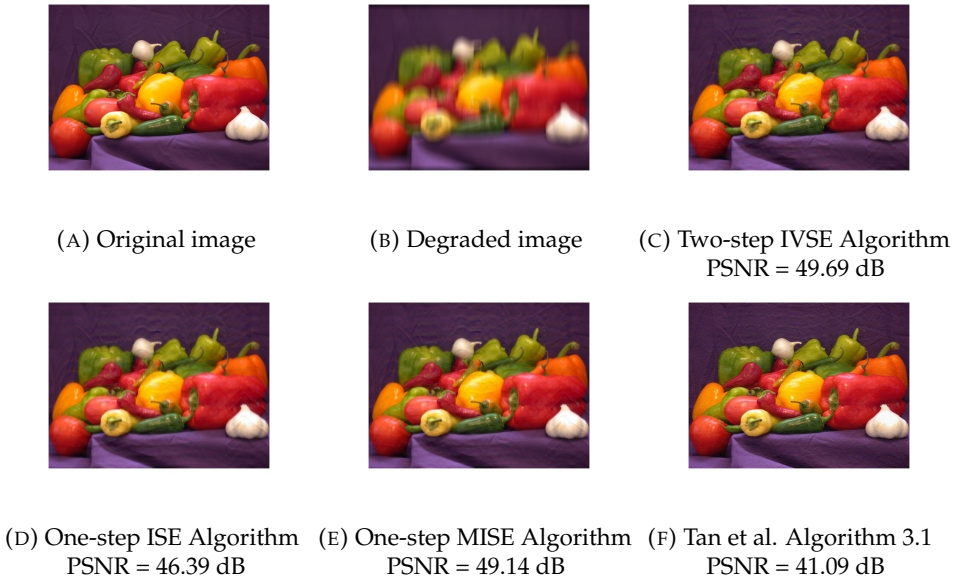 (A) Original image
(B) Degraded image
(C) Two-step IVSE Algorithm
PSNR = 49.69 dB
(D) One-step ISE Algorithm
PSNR = 46.39 dB
(E) One-step MISE Algorithm
PSNR = 49.14 dB
(F) Tan et al. Algorithm 3.1
PSNR = 41.09 dB